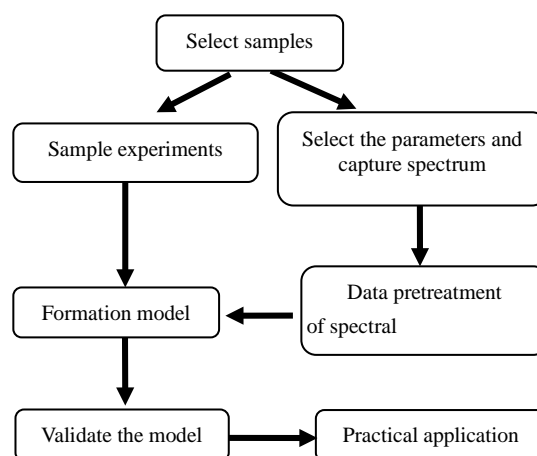 Select samples
Sample experiments
Select the parameters and
capture spectrum
Formation model
Data pretreatment
of spectral
Validate the model
Practical application